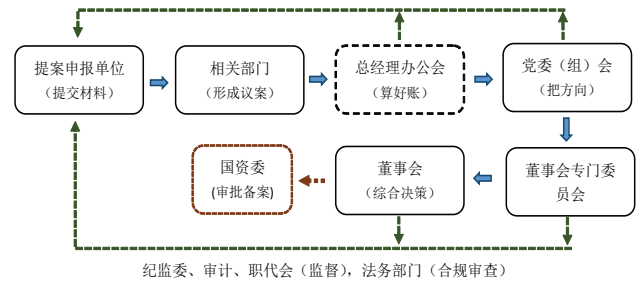 提案申报单位
（提交材料）
相关部门
（形成议案）
总经理办公会
（算好账）
党委（组）会
（把方向）
国资委
(审批备案)
董事会
（综合决策）
董事会专门委
员会
纪监委、审计、职代会（监督），法务部门（合规审查）